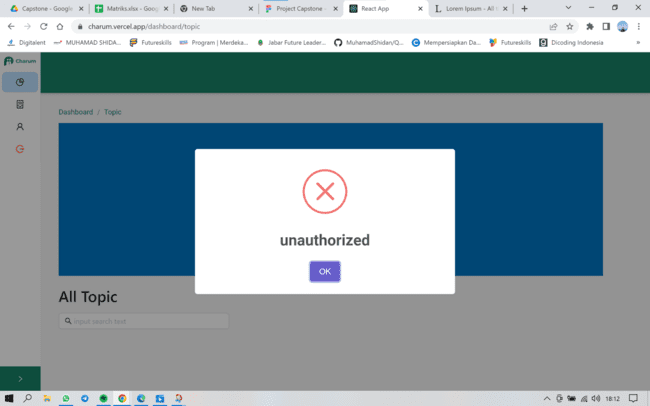 Capstone - Google
Matriks.xlsx - Goog
New Tab
Project Capstone
React App
Lorem Ipsum - All t
charum.vercel.app/dashboard/topic
Digitalent
MUHAMAD SHIDA...
Futureskills
Program | Merdeka...
Jabar Future Leader...
MuhamadShidan/Q...
Mempersiapkan Da...
Futureskills
Dicoding Indonesia
Charum
Dashboard / Topic
unauthorized
OK
All Topic
input search text
18:12